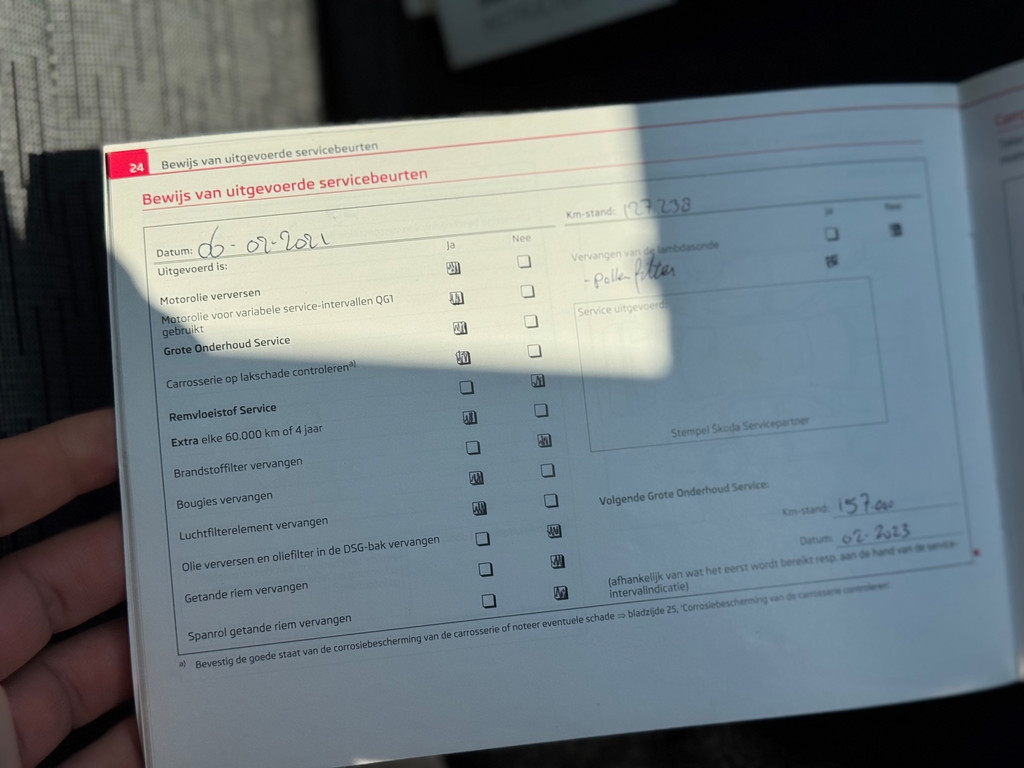 24 Bewijs van uitgevoerde servicebeurten
Bewijs van uitgevoerde servicebeurten
Datum: 06-02-2021
Uitgevoerd is:
Ja Nee
Motorolie verversen
Motorolie voor variabele service-intervallen QG1
gebruikt
Grote Onderhoud Service
Carrosserie op lakschade controleren a)
Remvloeistof Service
Extra elke 60.000 km of 4 jaar
Brandstoffilter vervangen
Bougies vervangen
Luchtfilterelement vervangen
Olie verversen en oliefilter in de DSG-bak vervangen
Getande riem vervangen
Spanrol getande riem vervangen
Km-stand: 127.238
Ja Nee
Vervangen van de lambdasonde
- pollenfilter
Service uitgevoerd:
Stempel Škoda Servicepartner
Volgende Grote Onderhoud Service:
Km-stand: 157.000
Datum: 02-2023
(afhankelijk van wat het eerst wordt bereikt resp. aan de hand van de service-
intervalindicatie)
a) Bevestig de goede staat van de corrosiebescherming van de carrosserie of noteer eventuele schade ⇒ bladzijde 25, "Corrosiebescherming van de carrosserie controleren"